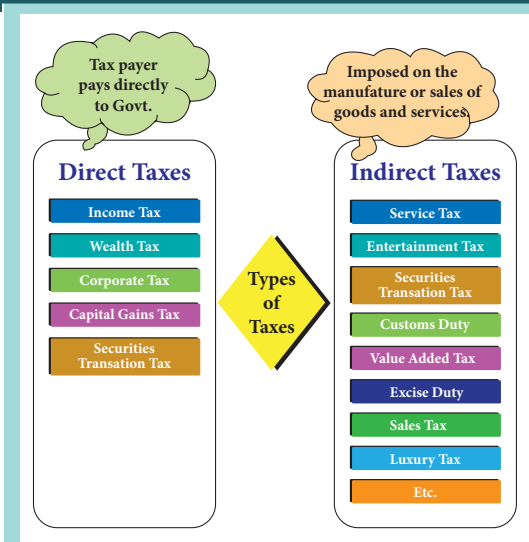 Tax payer
pays directly
to Govt.
Imposed on the
manufature or sales of
goods and services.
Direct Taxes
Income Tax
Wealth Tax
Corporate Tax
Capital Gains Tax
Securities
Transation Tax
Types
of
Taxes
Indirect Taxes
Service Tax
Entertainment Tax
Securities
Transation Tax
Customs Duty
Value Added Tax
Excise Duty
Sales Tax
Luxury Tax
Etc.